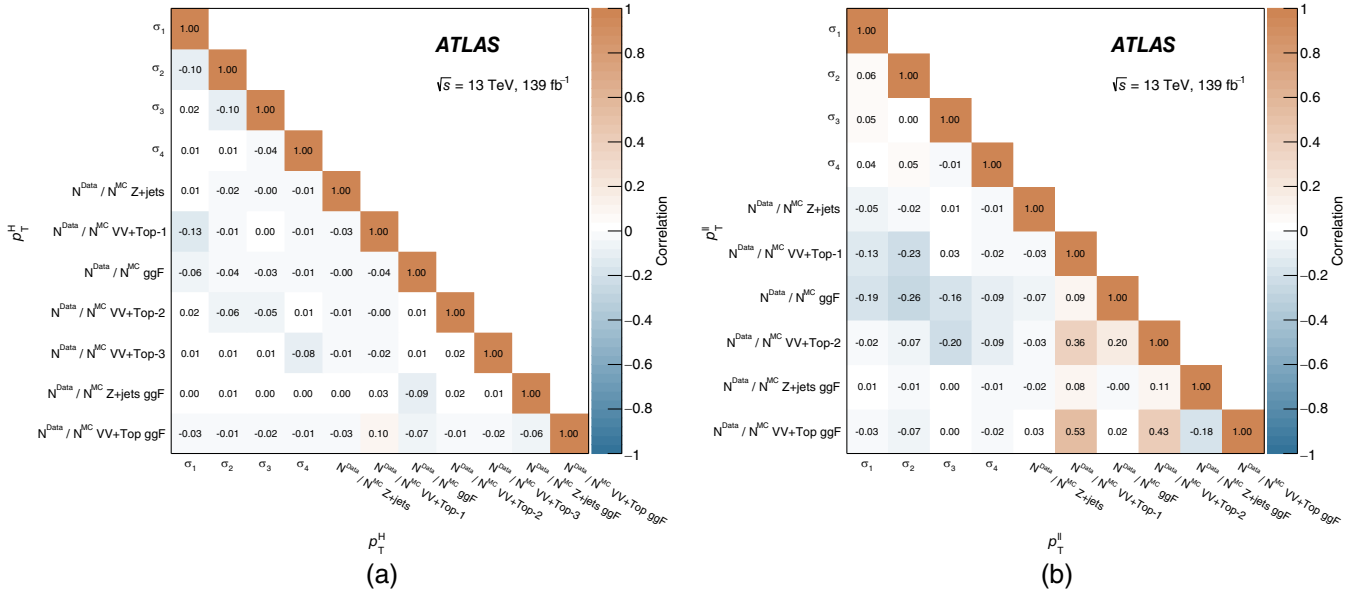 σ1 1.00
σ2 -0.10 1.00
σ3 0.02 -0.10 1.00
σ4 0.01 0.01 -0.04 1.00
N^Data / N^MC Z+jets 0.01 -0.02 -0.00 -0.01 1.00
N^Data / N^MC VV+Top-1 -0.13 -0.01 0.00 -0.01 -0.03 1.00
N^Data / N^MC ggF -0.06 -0.04 -0.03 -0.01 -0.00 -0.04 1.00
N^Data / N^MC VV+Top-2 0.02 -0.06 -0.05 0.01 -0.01 -0.00 0.01 1.00
N^Data / N^MC VV+Top-3 0.01 0.01 0.01 -0.08 -0.01 -0.02 0.01 0.02 1.00
N^Data / N^MC Z+jets ggF 0.00 0.01 0.00 0.00 0.00 0.03 -0.09 0.02 0.01 1.00
N^Data / N^MC VV+Top ggF -0.03 -0.01 -0.02 -0.01 -0.03 0.10 -0.07 -0.01 -0.02 -0.06 1.00
σ1 σ2 σ3 σ4 N^Data / N^MC Z+jets N^Data / N^MC VV+Top-1 N^Data / N^MC ggF N^Data / N^MC VV+Top-2 N^Data / N^MC VV+Top-3 N^Data / N^MC Z+jets ggF N^Data / N^MC VV+Top ggF
p_T^H
p_T^H
ATLAS
√s = 13 TeV, 139 fb⁻¹
1
0.8
0.6
0.4
0.2
0
−0.2
−0.4
−0.6
−0.8
−1
Correlation
(a)
σ1 1.00
σ2 0.06 1.00
σ3 0.05 0.00 1.00
σ4 0.04 0.05 -0.01 1.00
N^Data / N^MC Z+jets -0.05 -0.02 0.01 -0.01 1.00
N^Data / N^MC VV+Top-1 -0.13 -0.23 0.03 -0.02 -0.03 1.00
N^Data / N^MC ggF -0.19 -0.26 -0.16 -0.09 -0.07 0.09 1.00
N^Data / N^MC VV+Top-2 -0.02 -0.07 -0.20 -0.09 -0.03 0.36 0.20 1.00
N^Data / N^MC Z+jets ggF 0.01 -0.01 0.00 -0.01 -0.02 0.08 -0.00 0.11 1.00
N^Data / N^MC VV+Top ggF -0.03 -0.07 0.00 -0.02 0.03 0.53 0.02 0.43 -0.18 1.00
σ1 σ2 σ3 σ4 N^Data / N^MC Z+jets N^Data / N^MC VV+Top-1 N^Data / N^MC ggF N^Data / N^MC VV+Top-2 N^Data / N^MC Z+jets ggF N^Data / N^MC VV+Top ggF
p_T^ll
p_T^ll
ATLAS
√s = 13 TeV, 139 fb⁻¹
1
0.8
0.6
0.4
0.2
0
−0.2
−0.4
−0.6
−0.8
−1
Correlation
(b)